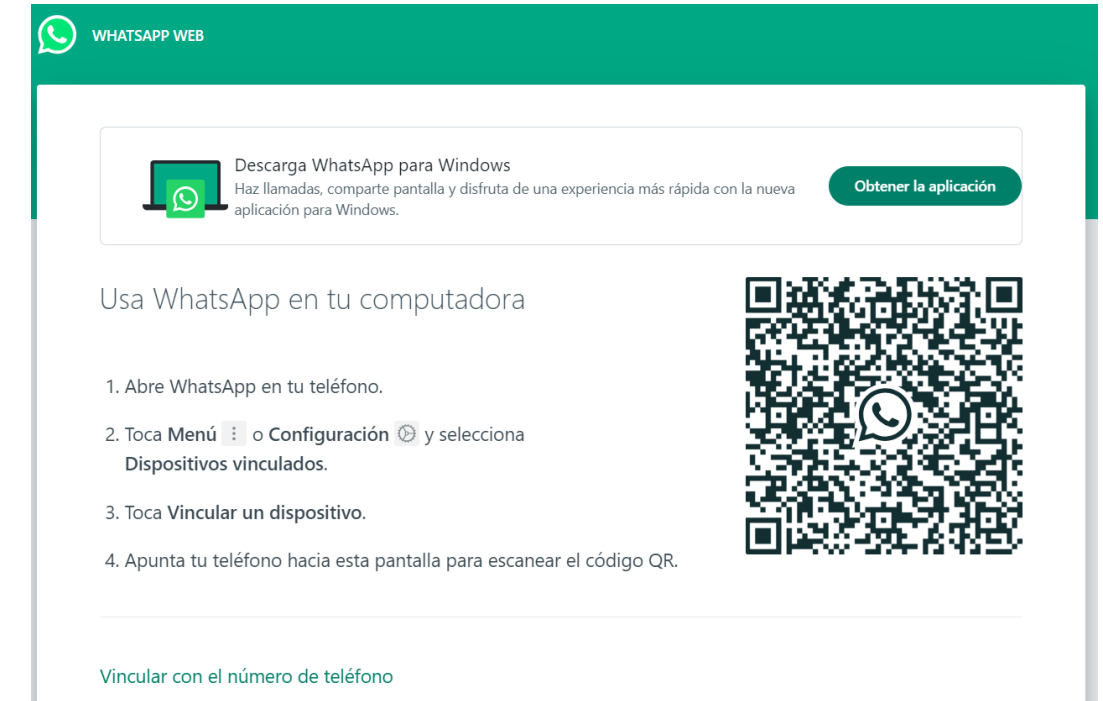 WHATSAPP WEB
Descarga WhatsApp para Windows
Haz llamadas, comparte pantalla y disfruta de una experiencia más rápida con la nueva
aplicación para Windows.
Obtener la aplicación
Usa WhatsApp en tu computadora
1. Abre WhatsApp en tu teléfono.
2. Toca Menú o Configuración y selecciona
Dispositivos vinculados.
3. Toca Vincular un dispositivo.
4. Apunta tu teléfono hacia esta pantalla para escanear el código QR.
Vincular con el número de teléfono